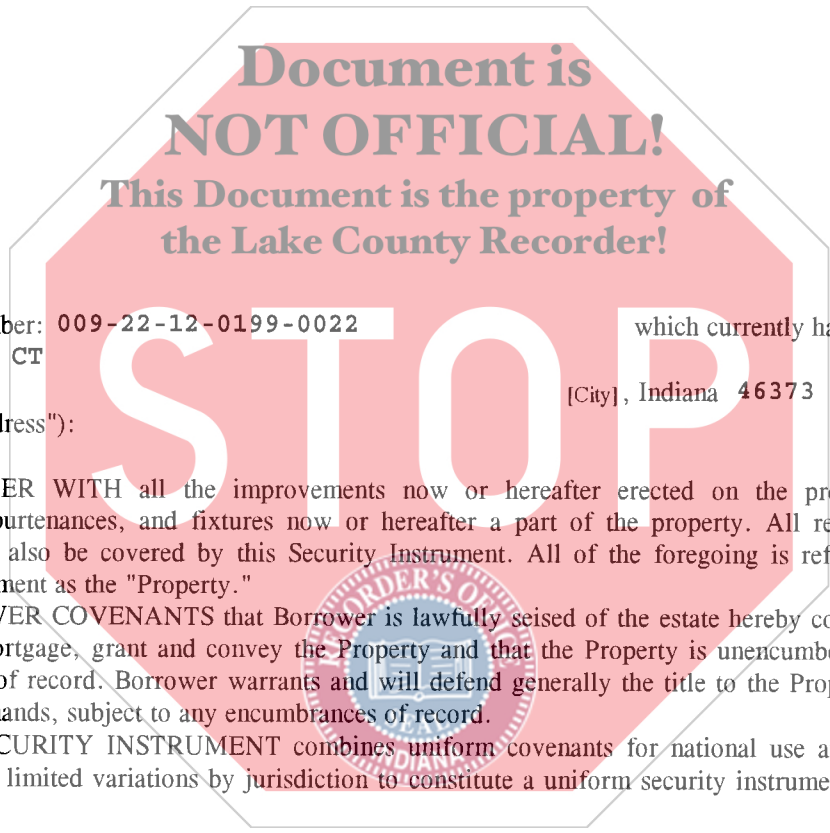 Document is
NOT OFFICIAL!
This Document is the property of
the Lake County Recorder!
STOP
ber: 009-22-12-0199-0022 which currently ha
CT
[City], Indiana 46373
lress"):
ER WITH all the improvements now or hereafter erected on the pr
ourtenances, and fixtures now or hereafter a part of the property. All re
also be covered by this Security Instrument. All of the foregoing is ref
ment as the "Property."
VER COVENANTS that Borrower is lawfully seised of the estate hereby co
ortgage, grant and convey the Property and that the Property is unencumbe
of record. Borrower warrants and will defend generally the title to the Prop
ands, subject to any encumbrances of record.
CURITY INSTRUMENT combines uniform covenants for national use a
limited variations by jurisdiction to constitute a uniform security instrume
RECORDER'S OFFICE
SEAL
INDIANA